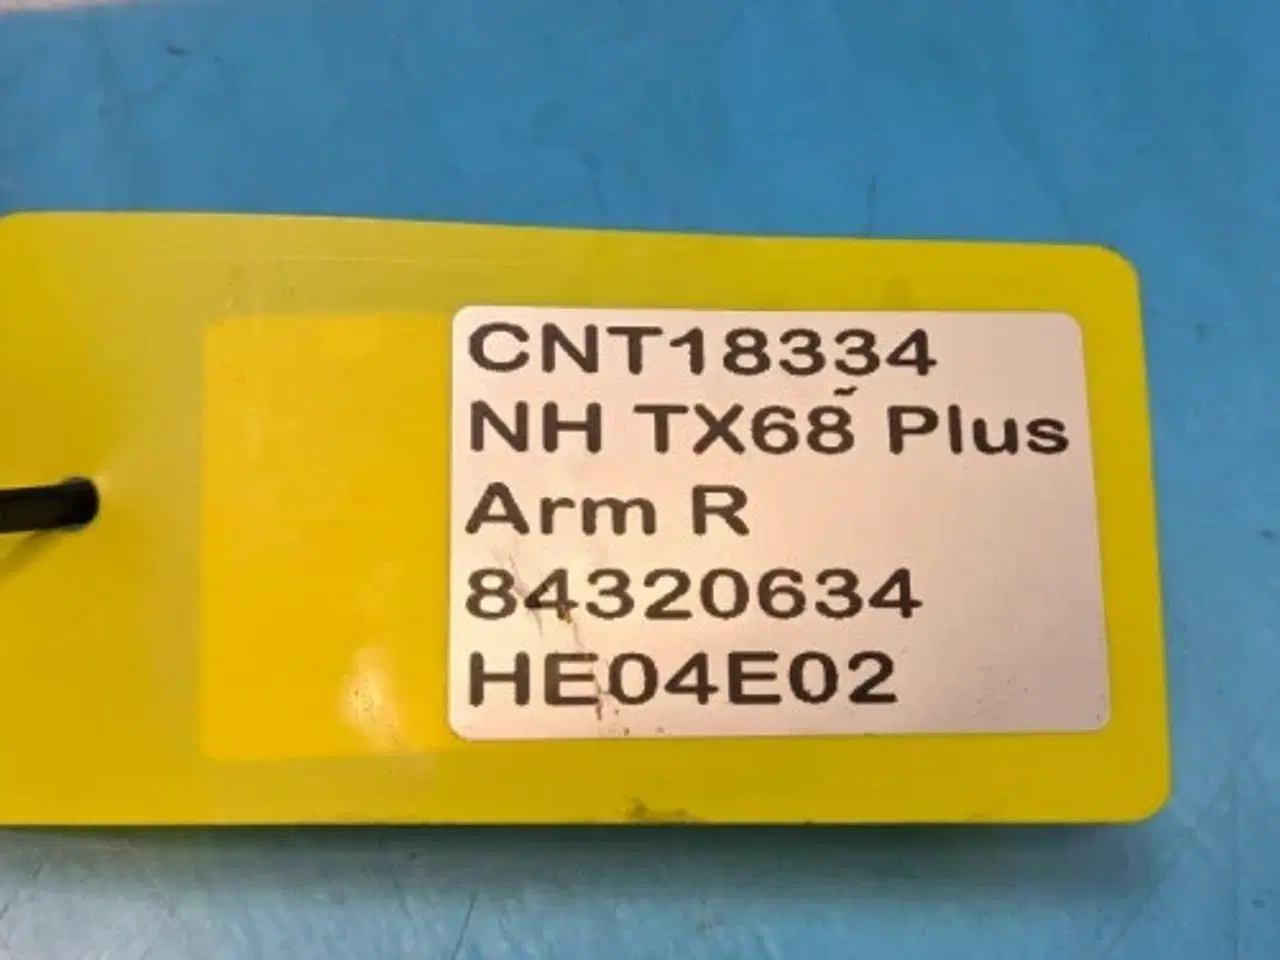 CNT18334
NH TX68 Plus
Arm R
84320634
HE04E02